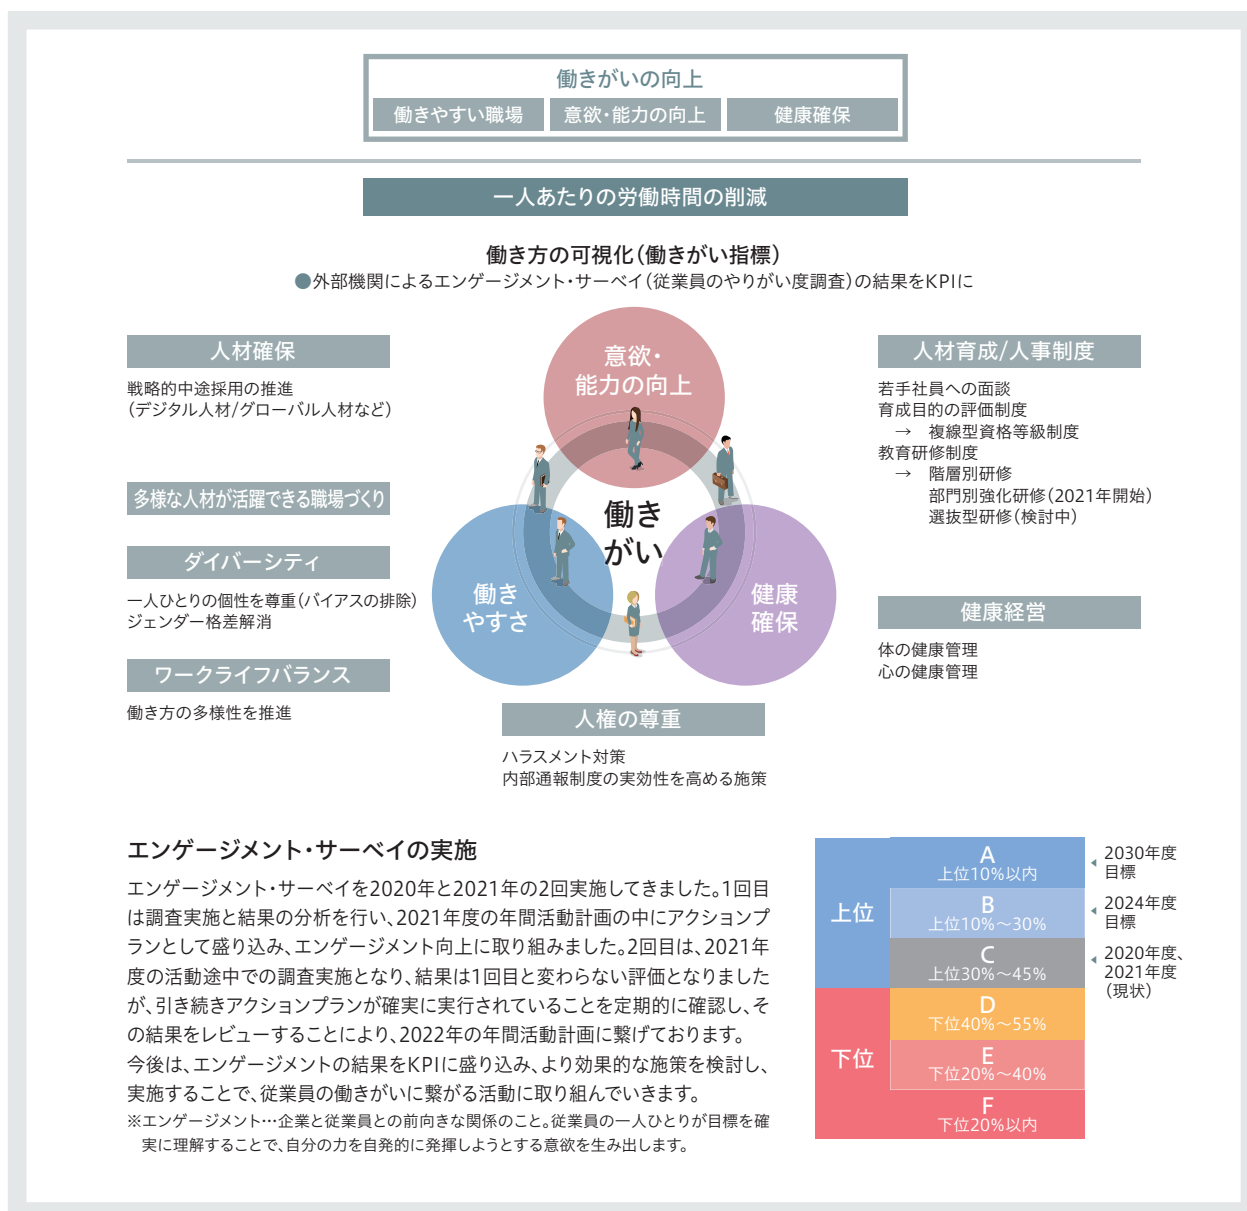 働きがいの向上
働きやすい職場
意欲・能力の向上
健康確保
一人あたりの労働時間の削減
働き方の可視化（働きがい指標）
●外部機関によるエンゲージメント・サーベイ（従業員のやりがい度調査）の結果をKPIに
人材確保
戦略的中途採用の推進
（デジタル人材/グローバル人材など）
多様な人材が活躍できる職場づくり
ダイバーシティ
一人ひとりの個性を尊重（バイアスの排除）
ジェンダー格差解消
ワークライフバランス
働き方の多様性を推進
意欲・
能力の向上
働き
がい
働き
やすさ
健康
確保
人材育成/人事制度
若手社員への面談
育成目的の評価制度
→ 複線型資格等級制度
教育研修制度
→ 階層別研修
部門別強化研修（2021年開始）
選抜型研修（検討中）
健康経営
体の健康管理
心の健康管理
人権の尊重
ハラスメント対策
内部通報制度の実効性を高める施策
エンゲージメント・サーベイの実施
エンゲージメント・サーベイを2020年と2021年の2回実施してきました。1回目
は調査実施と結果の分析を行い、2021年度の年間活動計画の中にアクションプ
ランとして盛り込み、エンゲージメント向上に取り組みました。2回目は、2021年
度の活動途中での調査実施となり、結果は1回目と変わらない評価となりました
が、引き続きアクションプランが確実に実行されていることを定期的に確認し、そ
の結果をレビューすることにより、2022年の年間活動計画に繋げております。
今後は、エンゲージメントの結果をKPIに盛り込み、より効果的な施策を検討し、
実施することで、従業員の働きがいに繋がる活動に取り組んでいきます。
※エンゲージメント…企業と従業員との前向きな関係のこと。従業員の一人ひとりが目標を確
実に理解することで、自分の力を自発的に発揮しようとする意欲を生み出します。
上位
A
上位10%以内
B
上位10%～30%
C
上位30%～45%
下位
D
下位40%～55%
E
下位20%～40%
F
下位20%以内
2030年度
目標
2024年度
目標
2020年度、
2021年度
（現状）